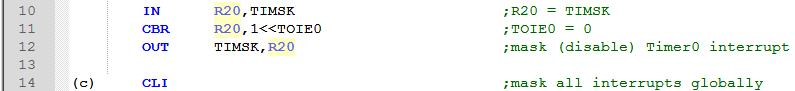 10 IN R20,TIMSK ;R20 = TIMSK
11 CBR R20,1<<TOIE0 ;TOIE0 = 0
12 OUT TIMSK,R20 ;mask (disable) Timer0 interrupt
13
14 (c) CLI ;mask all interrupts globally